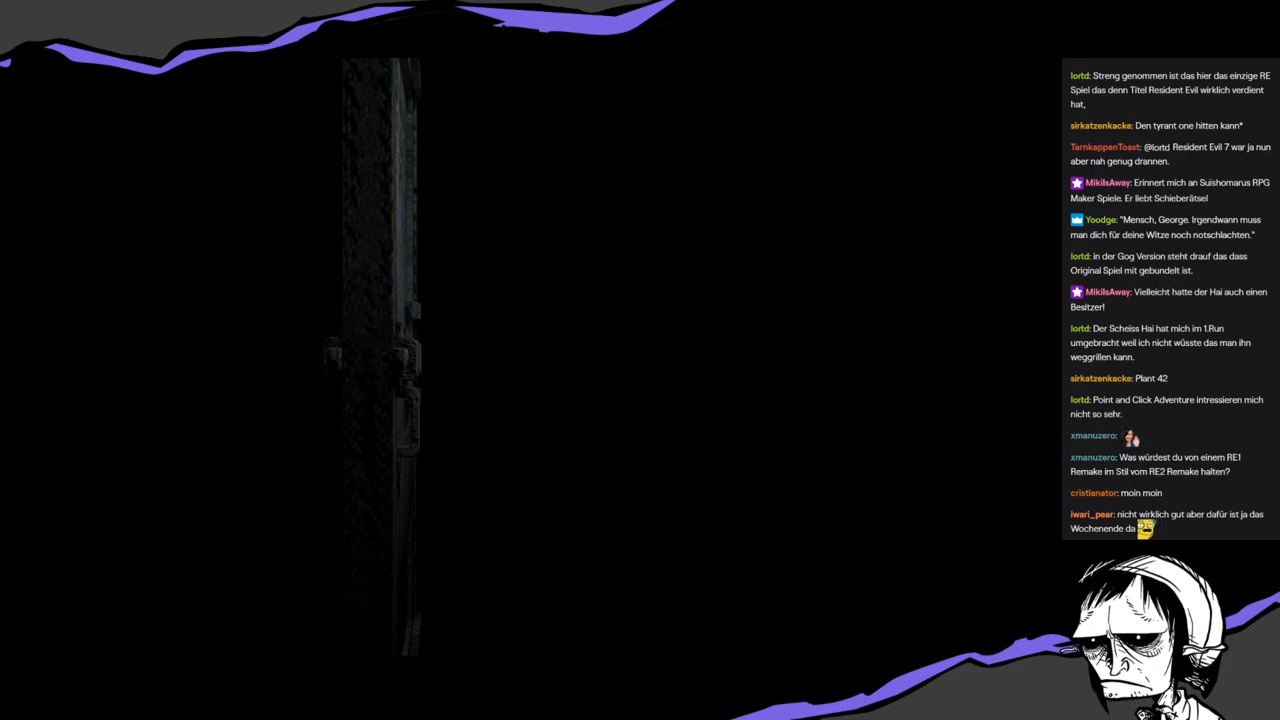 lortd: Streng genommen ist das hier das einzige RE
Spiel das denn Titel Resident Evil wirklich verdient
hat,
sirkatzenkacke: Den tyrant one hitten kann*
TarnkappenToast: @lortd Resident Evil 7 war ja nun
aber nah genug drannen.
MikiIsAway: Erinnert mich an Suishomarus RPG
Maker Spiele. Er liebt Schieberätsel
Yoodge: "Mensch, George. Irgendwann muss
man dich für deine Witze noch notschlachten."
lortd: in der Gog Version steht drauf das dass
Original Spiel mit gebundelt ist.
MikiIsAway: Vielleicht hatte der Hai auch einen
Besitzer!
lortd: Der Scheiss Hai hat mich im 1.Run
umgebracht weil ich nicht wüsste das man ihn
weggrillen kann.
sirkatzenkacke: Plant 42
lortd: Point and Click Adventure intressieren mich
nicht so sehr.
xmanuzero:
xmanuzero: Was würdest du von einem RE1
Remake im Stil vom RE2 Remake halten?
cristianator: moin moin
iwari_pear: nicht wirklich gut aber dafür ist ja das
Wochenende da